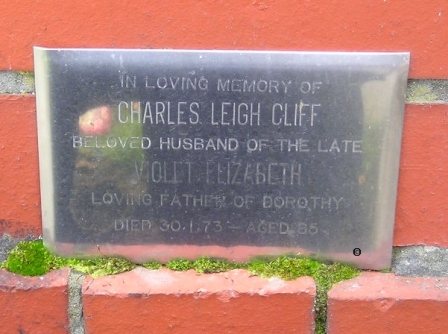 IN LOVING MEMORY OF
CHARLES LEIGH CLIFF
BELOVED HUSBAND OF THE LATE
VIOLET ELIZABETH
LOVING FATHER OF DOROTHY
DIED 30.1.73 — AGED 85